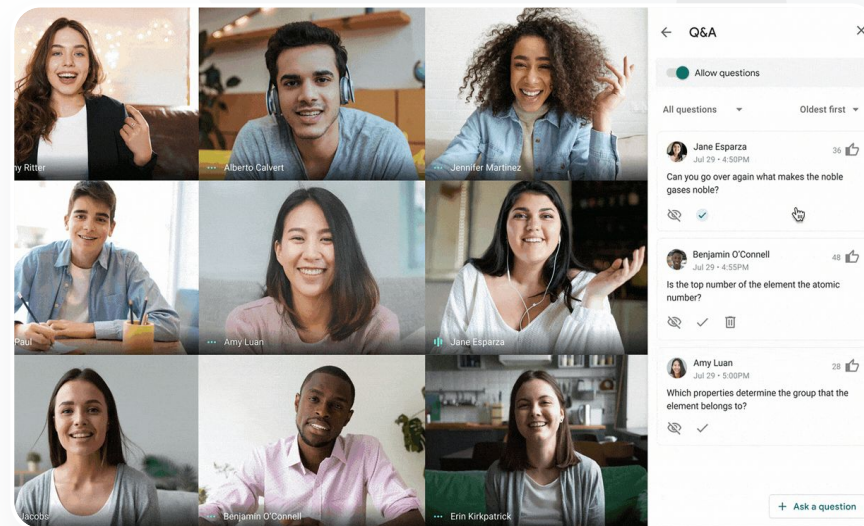 ny Ritter
Alberto Calvert
Jennifer Martinez
Paul
Amy Luan
Jane Esparza
Jacobs
Benjamin O'Connell
Erin Kirkpatrick
Q&A
Allow questions
All questions
Oldest first
Jane Esparza
36
Jul 29 • 4:50PM
Can you go over again what makes the noble
gases noble?
Benjamin O'Connell
48
Jul 29 • 4:55PM
Is the top number of the element the atomic
number?
Amy Luan
28
Jul 29 • 5:00PM
Which properties determine the group that the
element belongs to?
+ Ask a question